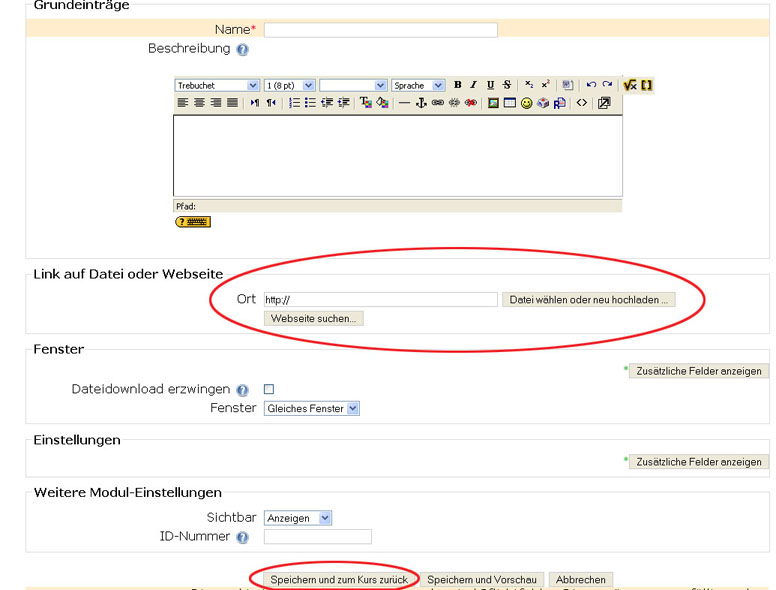 Grundeinträge
Name*
Beschreibung
Trebuchet 1 (8 pt) Sprache B I U S
Pfad:
Link auf Datei oder Webseite
Ort http:// Datei wählen oder neu hochladen ...
Webseite suchen...
Fenster
* Zusätzliche Felder anzeigen
Dateidownload erzwingen
Fenster Gleiches Fenster
Einstellungen
* Zusätzliche Felder anzeigen
Weitere Modul-Einstellungen
Sichtbar Anzeigen
ID-Nummer
Speichern und zum Kurs zurück Speichern und Vorschau Abbrechen